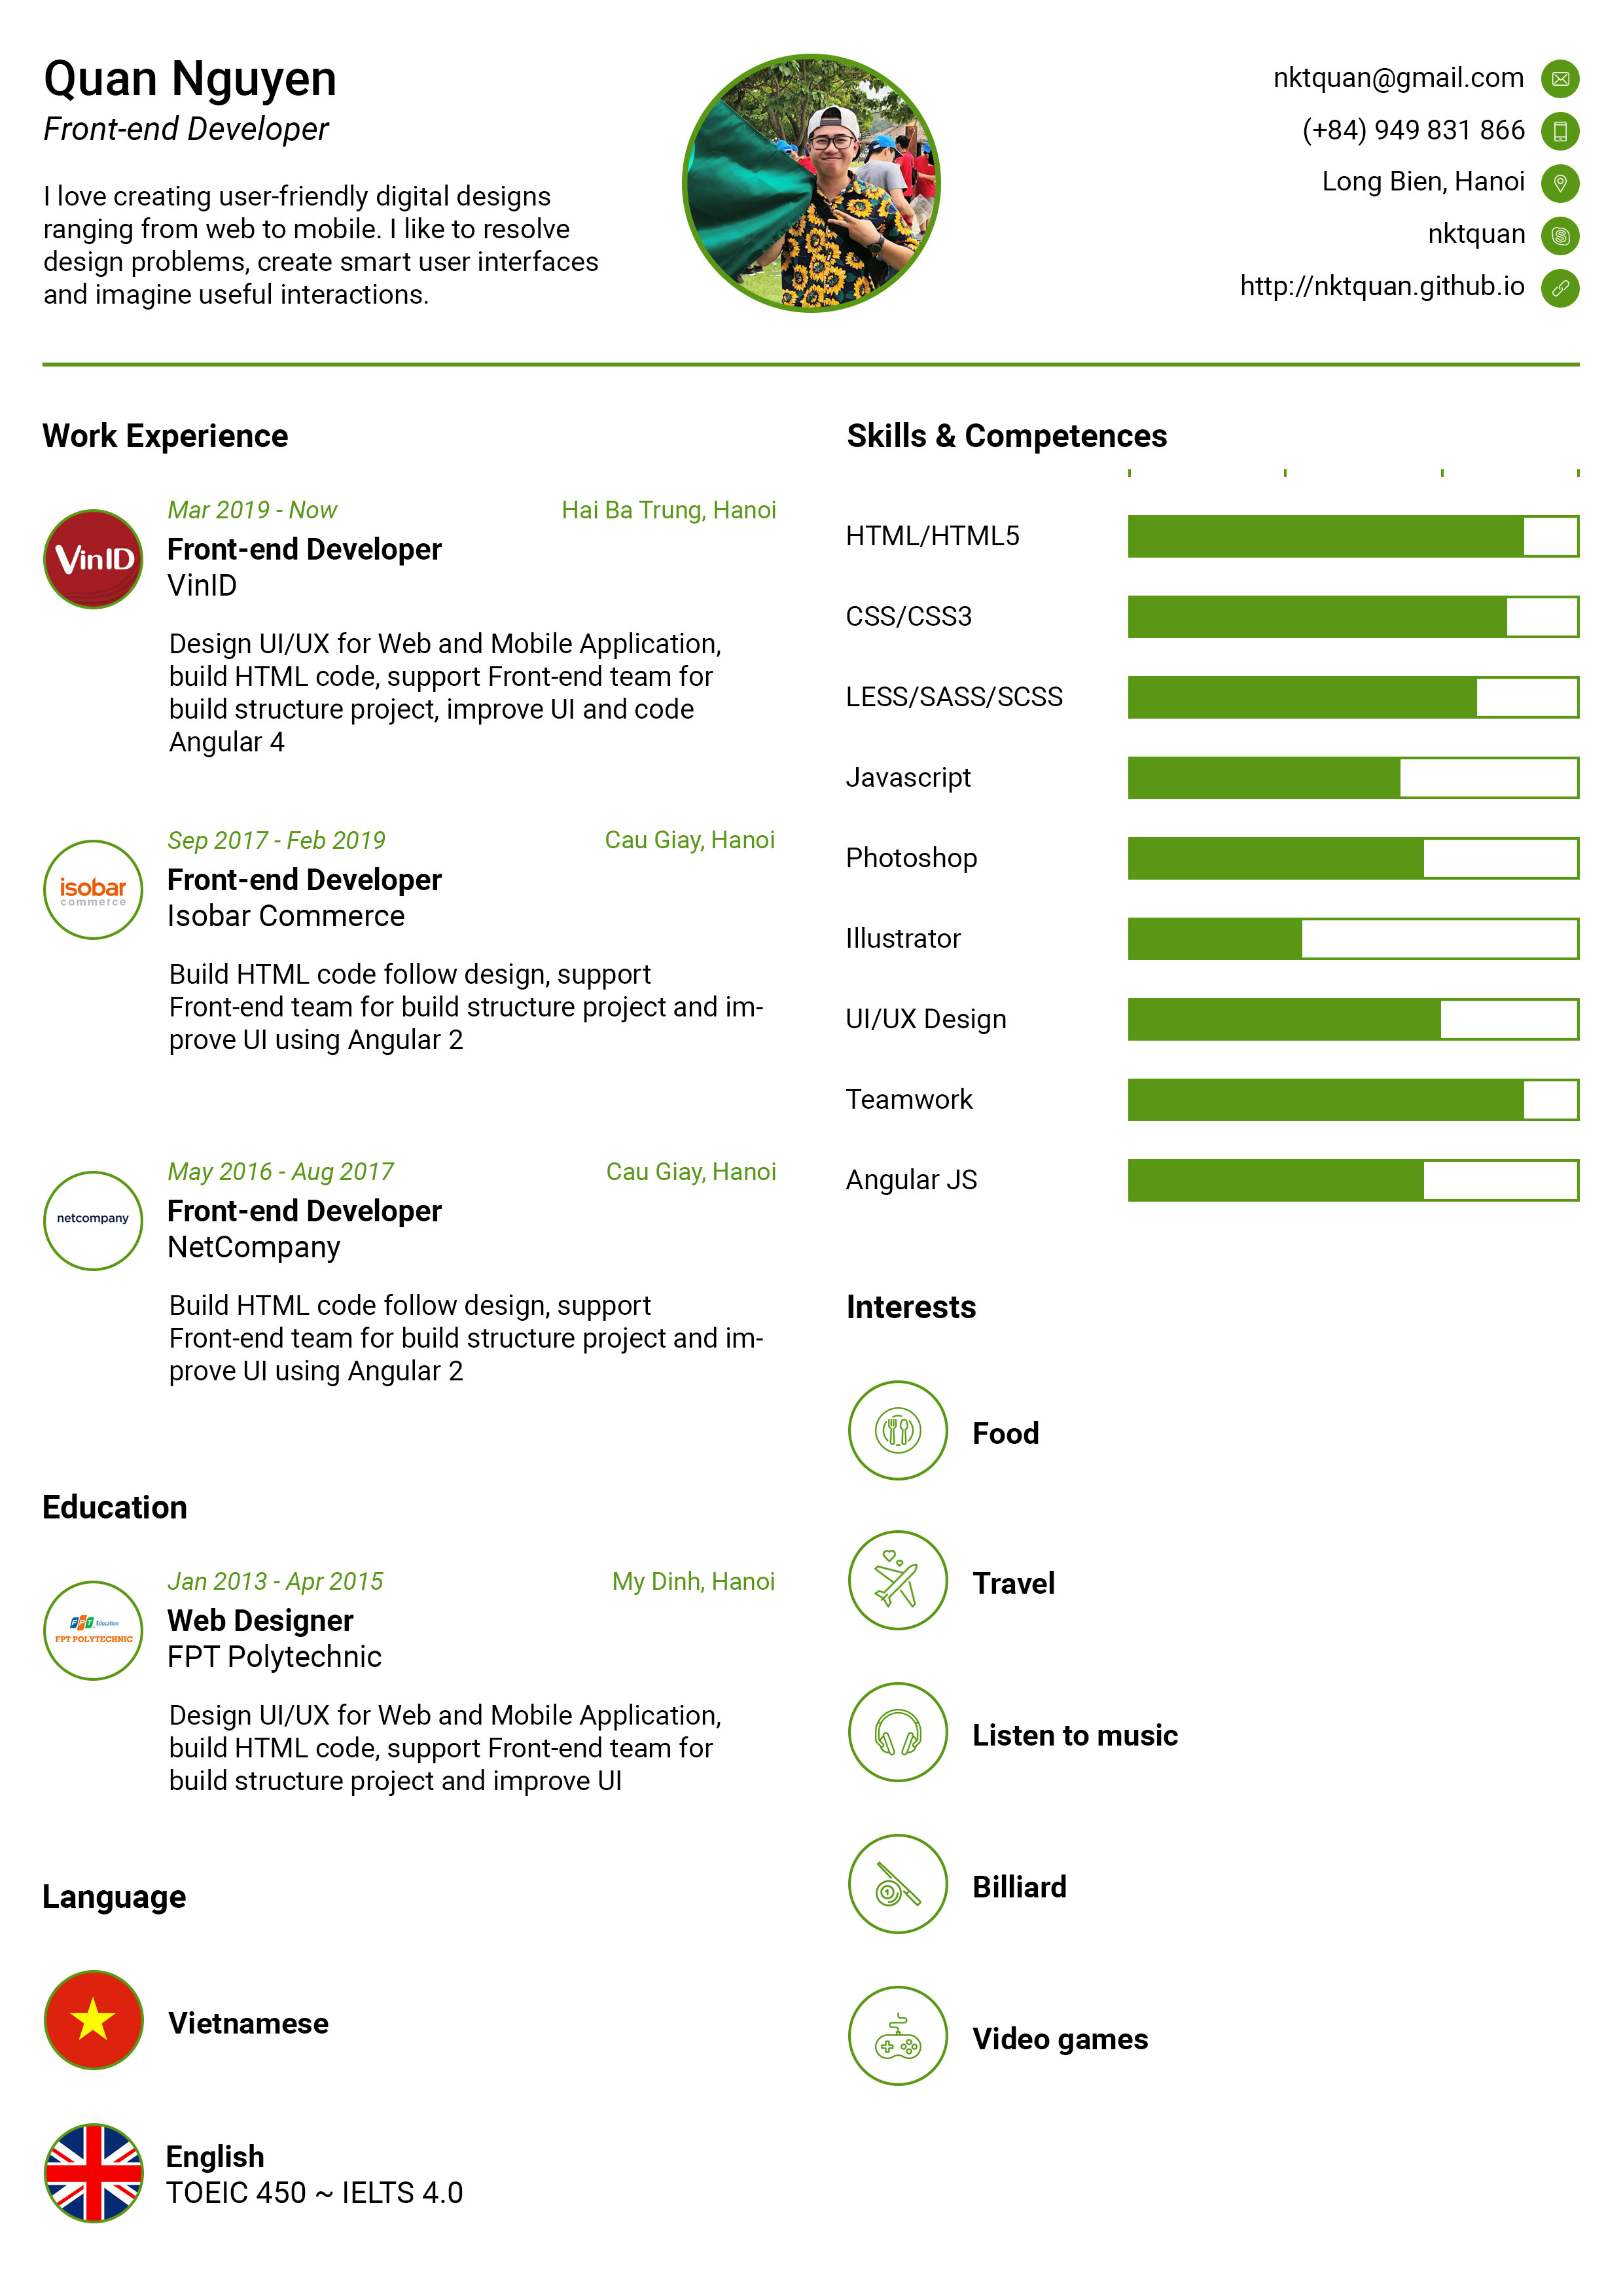 Quan Nguyen
Front-end Developer
I love creating user-friendly digital designs
ranging from web to mobile. I like to resolve
design problems, create smart user interfaces
and imagine useful interactions.
nktquan@gmail.com
(+84) 949 831 866
Long Bien, Hanoi
nktquan
http://nktquan.github.io
Work Experience
VinID
Mar 2019 - Now
Hai Ba Trung, Hanoi
Front-end Developer
VinID
Design UI/UX for Web and Mobile Application,
build HTML code, support Front-end team for
build structure project, improve UI and code
Angular 4
isobar
commerce
Sep 2017 - Feb 2019
Cau Giay, Hanoi
Front-end Developer
Isobar Commerce
Build HTML code follow design, support
Front-end team for build structure project and im-
prove UI using Angular 2
netcompany
May 2016 - Aug 2017
Cau Giay, Hanoi
Front-end Developer
NetCompany
Build HTML code follow design, support
Front-end team for build structure project and im-
prove UI using Angular 2
Education
FPT Education
FPT POLYTECHNIC
Jan 2013 - Apr 2015
My Dinh, Hanoi
Web Designer
FPT Polytechnic
Design UI/UX for Web and Mobile Application,
build HTML code, support Front-end team for
build structure project and improve UI
Language
Vietnamese
English
TOEIC 450 ~ IELTS 4.0
Skills & Competences
HTML/HTML5
CSS/CSS3
LESS/SASS/SCSS
Javascript
Photoshop
Illustrator
UI/UX Design
Teamwork
Angular JS
Interests
Food
Travel
Listen to music
Billiard
Video games